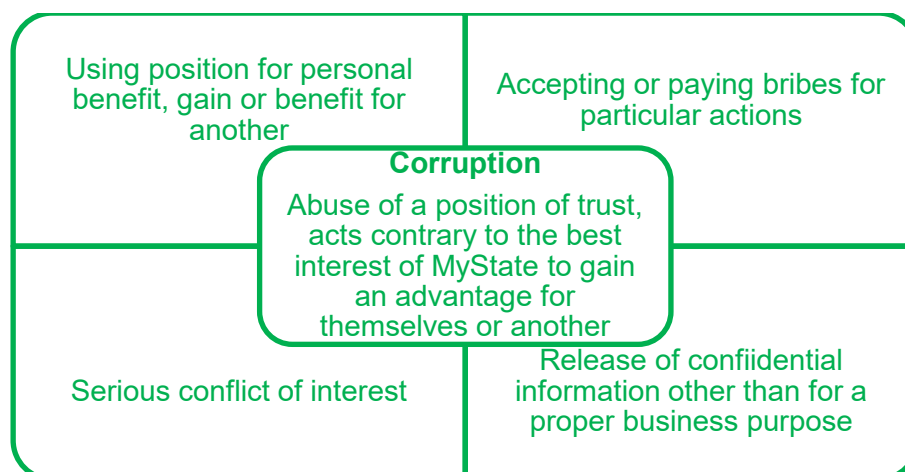 Using position for personal
benefit, gain or benefit for
another
Accepting or paying bribes for
particular actions
Corruption
Abuse of a position of trust,
acts contrary to the best
interest of MyState to gain
an advantage for
themselves or another
Serious conflict of interest
Release of confiidential
information other than for a
proper business purpose